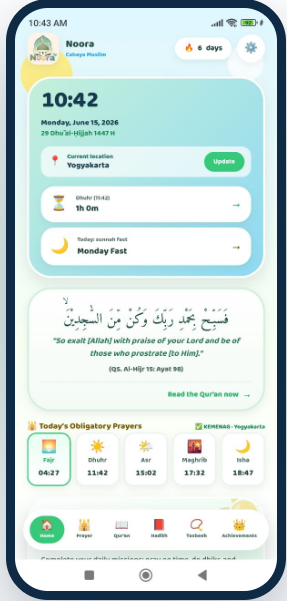 10:43 AM
92
Noora
Cahaya Muslim
🔥 6 days
Noora
10:42
Monday, June 15, 2026
29 Dhu'al-Hijjah 1447 H
Current location
Yogyakarta
Update
Dhuhr (11:42)
1h 0m →
Today: sunnah fast
Monday Fast →
فَسَبِّحْ بِحَمْدِ رَبِّكَ وَكُنْ مِّنَ السّٰجِدِيْنَۙ
"So exalt [Allah] with praise of your Lord and be of
those who prostrate [to Him]."
(QS. Al-Hijr 15: Ayat 98)
Read the Qur'an now →
Today's Obligatory Prayers
✅ KEMENAG · Yogyakarta
Fajr Dhuhr Asr Maghrib Isha
04:27 11:42 15:02 17:32 18:47
Home Prayer Qur'an Hadith Tasbeeh Achievements
Complete your daily missions: pray on time, do dhikr, and